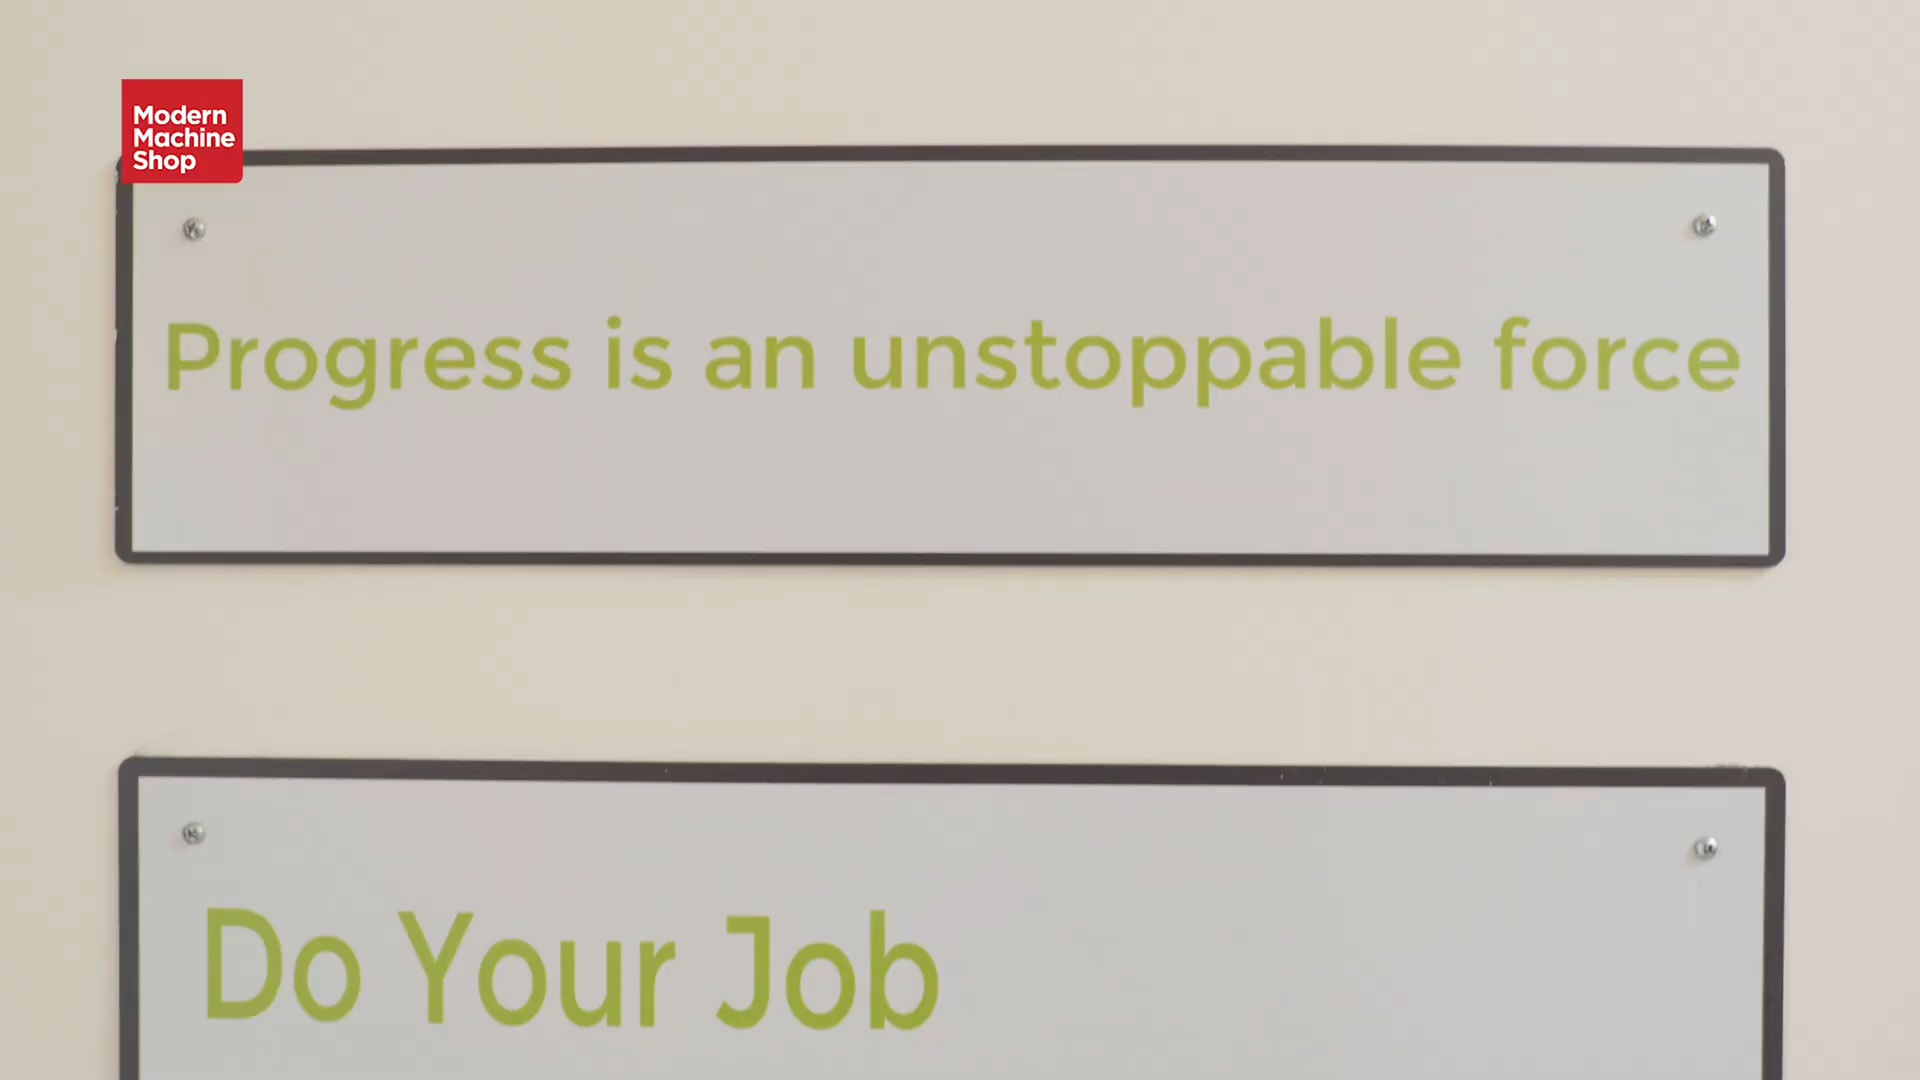 Modern
Machine
Shop
Progress is an unstoppable force
Do Your Job